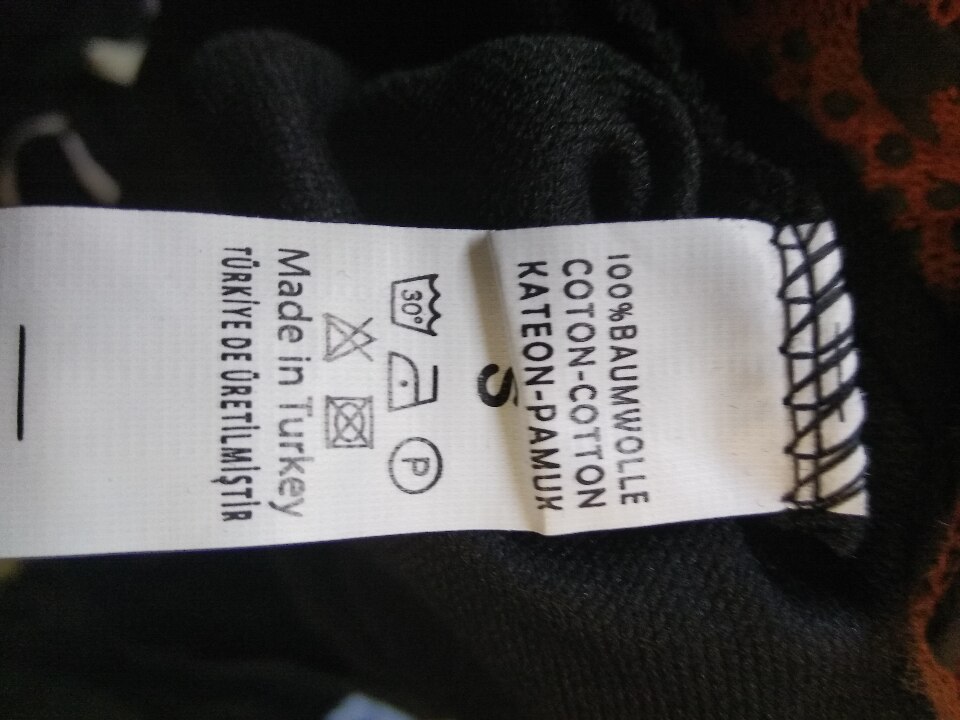 100%BAUMWOLLE
COTON-COTTON
KATEON-PAMUK
S
30°
P
Made in Turkey
TÜRKİYE DE ÜRETİLMİŞTİR